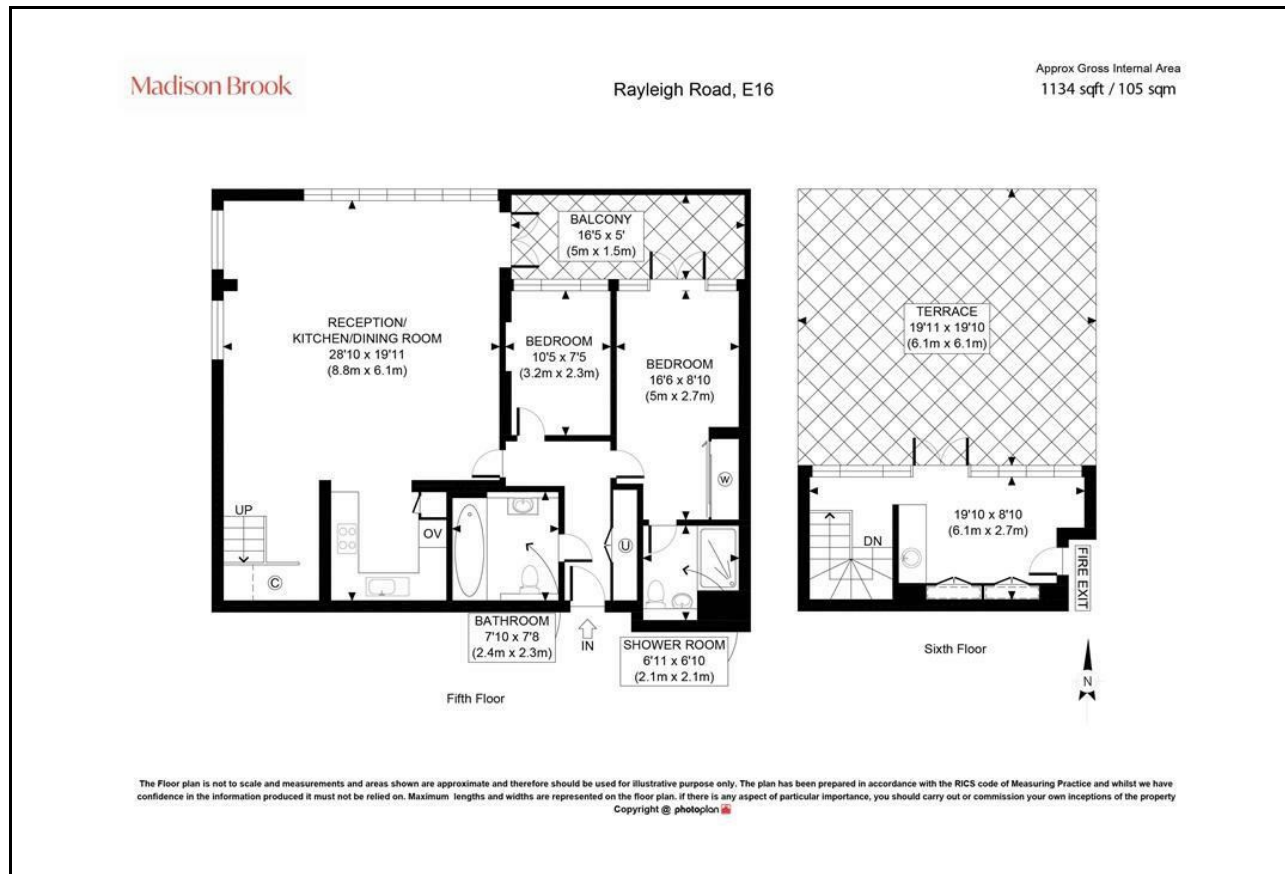 Madison Brook
Rayleigh Road, E16
Approx Gross Internal Area
1134 sqft / 105 sqm
BALCONY
16'5 x 5'
(5m x 1.5m)
RECEPTION/
KITCHEN/DINING ROOM
28'10 x 19'11
(8.8m x 6.1m)
BEDROOM
10'5 x 7'5
(3.2m x 2.3m)
BEDROOM
16'6 x 8'10
(5m x 2.7m)
W
UP
OV
C
U
BATHROOM
7'10 x 7'8
(2.4m x 2.3m)
IN
SHOWER ROOM
6'11 x 6'10
(2.1m x 2.1m)
Fifth Floor
TERRACE
19'11 x 19'10
(6.1m x 6.1m)
19'10 x 8'10
(6.1m x 2.7m)
DN
FIRE EXIT
Sixth Floor
N
The Floor plan is not to scale and measurements and areas shown are approximate and therefore should be used for illustrative purpose only. The plan has been prepared in accordance with the RICS code of Measuring Practice and whilst we have
confidence in the information produced it must not be relied on. Maximum lengths and widths are represented on the floor plan. if there is any aspect of particular importance, you should carry out or commission your own inceptions of the property
Copyright @ photoplan